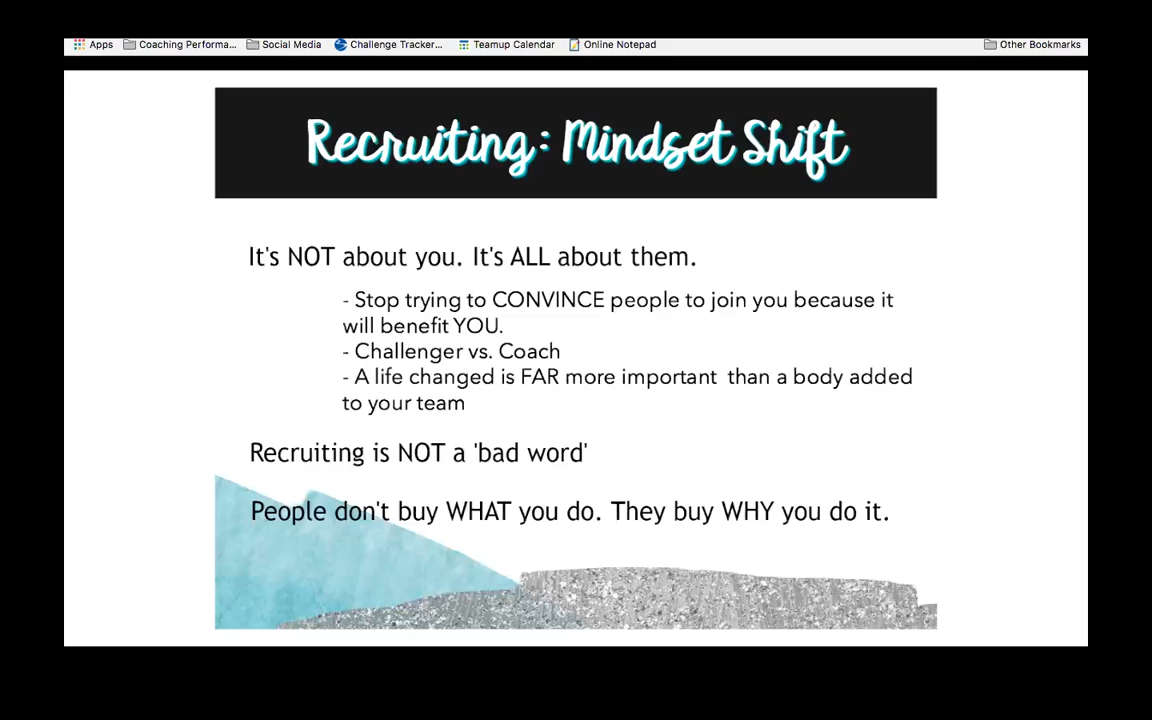 Apps Coaching Performa... Social Media Challenge Tracker... Teamup Calendar Online Notepad Other Bookmarks
Recruiting: Mindset Shift
It's NOT about you. It's ALL about them.
- Stop trying to CONVINCE people to join you because it
will benefit YOU.
- Challenger vs. Coach
- A life changed is FAR more important  than a body added
to your team
Recruiting is NOT a 'bad word'
People don't buy WHAT you do. They buy WHY you do it.